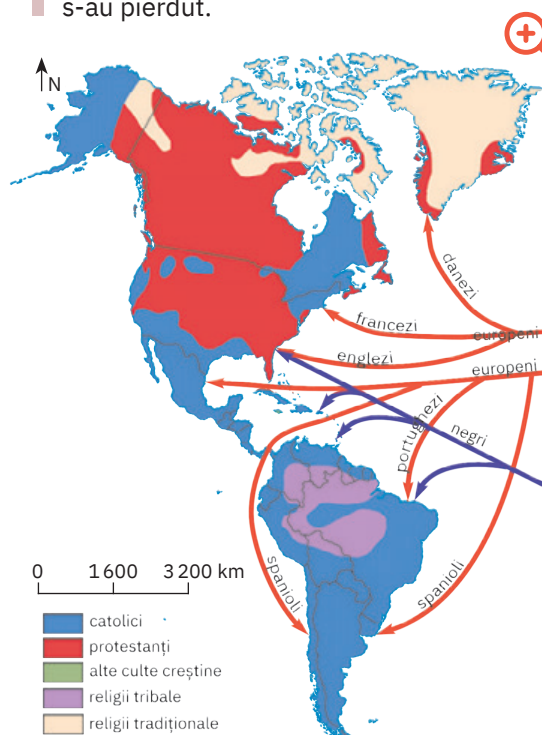 s-au pierdut.
N
danezi
francezi
europeni
englezi
europeni
portughezi
negri
spanioli
spanioli
0 1 600 3 200 km
catolici
protestanți
alte culte creștine
religii tribale
religii tradiționale